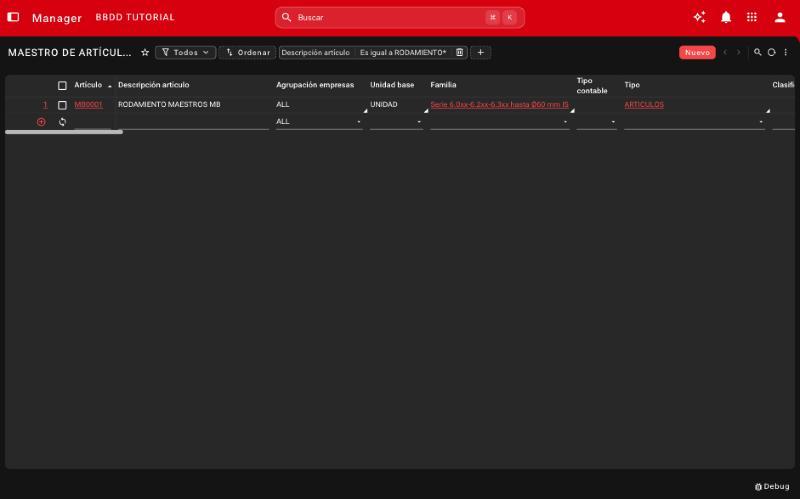 Manager BBDD TUTORIAL Buscar ⌘ K
MAESTRO DE ARTÍCUL... Todos Ordenar Descripción artículo Es igual a RODAMIENTO* + Nuevo
Artículo Descripción artículo Agrupación empresas Unidad base Familia Tipo contable Tipo Clasifi
1 MB0001 RODAMIENTO MAESTROS MB ALL UNIDAD Serie 6.0xx-6.2xx-6.3xx hasta Ø60 mm IS ARTICULOS
ALL
Debug